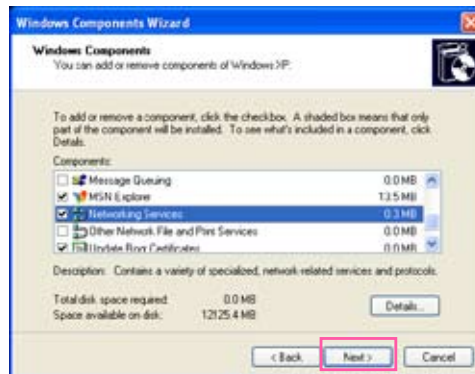 Windows Components Wizard
Windows Components
You can add or remove components of Windows XP.
To add or remove a component, click the checkbox. A shaded box means that only
part of the component will be installed. To see what's included in a component, click
Details.
Components:
Message Queuing 0.0 MB
MSN Explorer 13.5 MB
Networking Services 0.3 MB
Other Network File and Print Services 0.0 MB
Update Root Certificates 0.0 MB
Description: Contains a variety of specialized, network-related services and protocols.
Total disk space required: 0.0 MB
Space available on disk: 12125.4 MB
Details...
< Back
Next >
Cancel